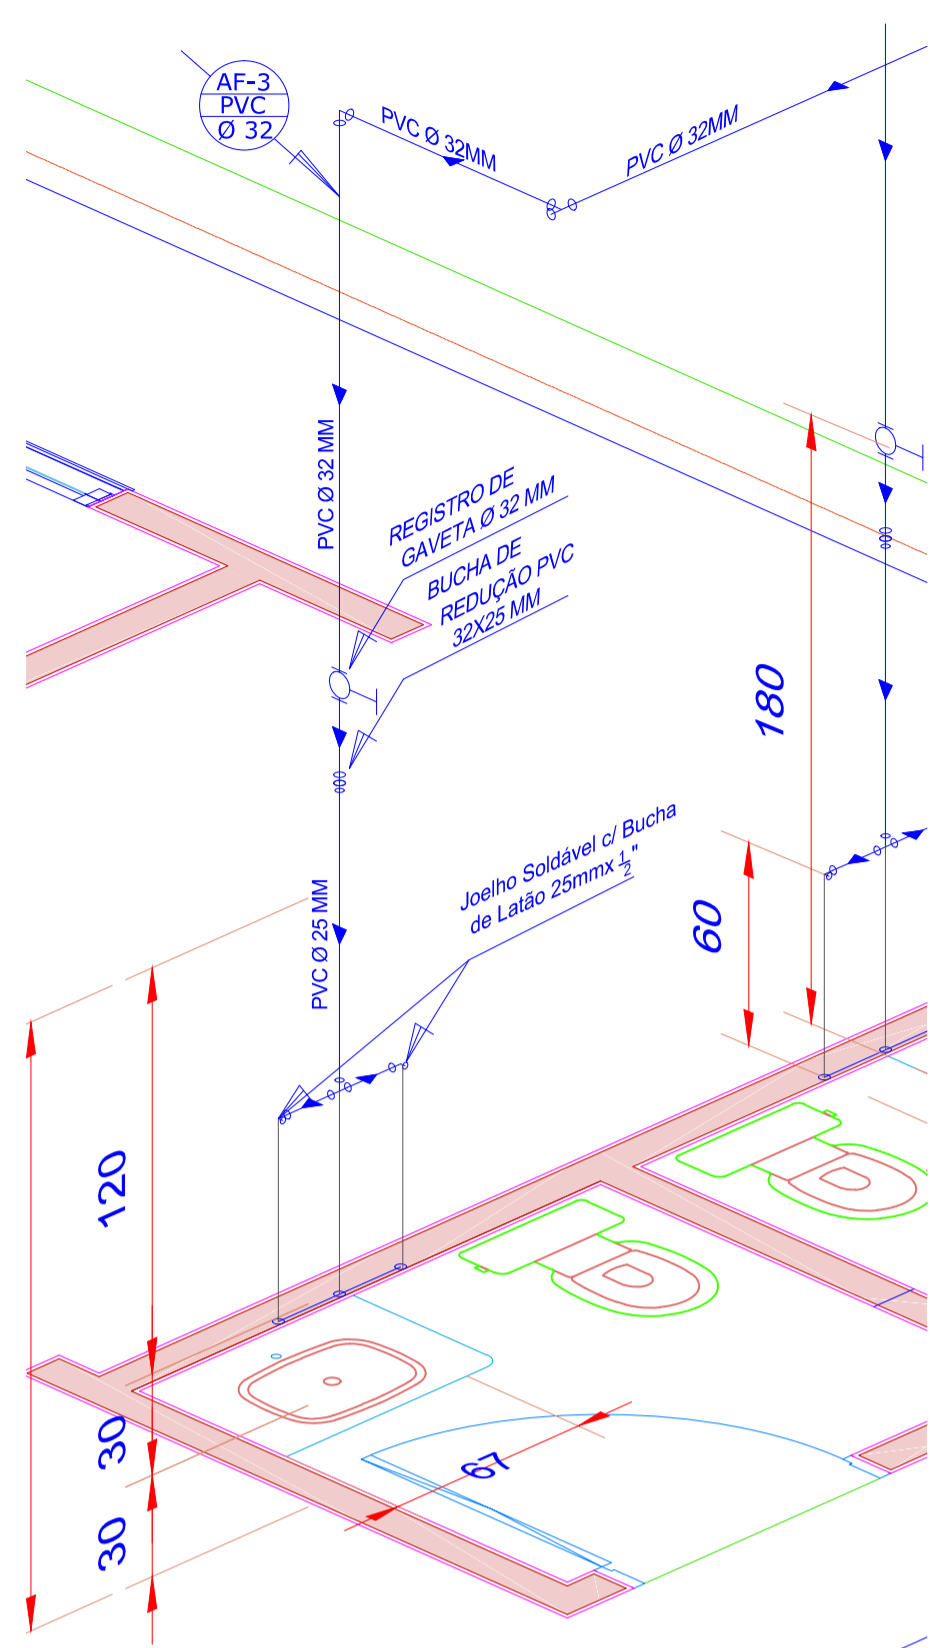 AF-3
PVC
Ø 32
PVC Ø 32MM
PVC Ø 32MM
PVC Ø 32 MM
REGISTRO DE
GAVETA Ø 32 MM
BUCHA DE
REDUÇÃO PVC
32X25 MM
180
Joelho Soldável c/ Bucha
de Latão 25mmx 1/2"
60
PVC Ø 25 MM
120
30
67
30